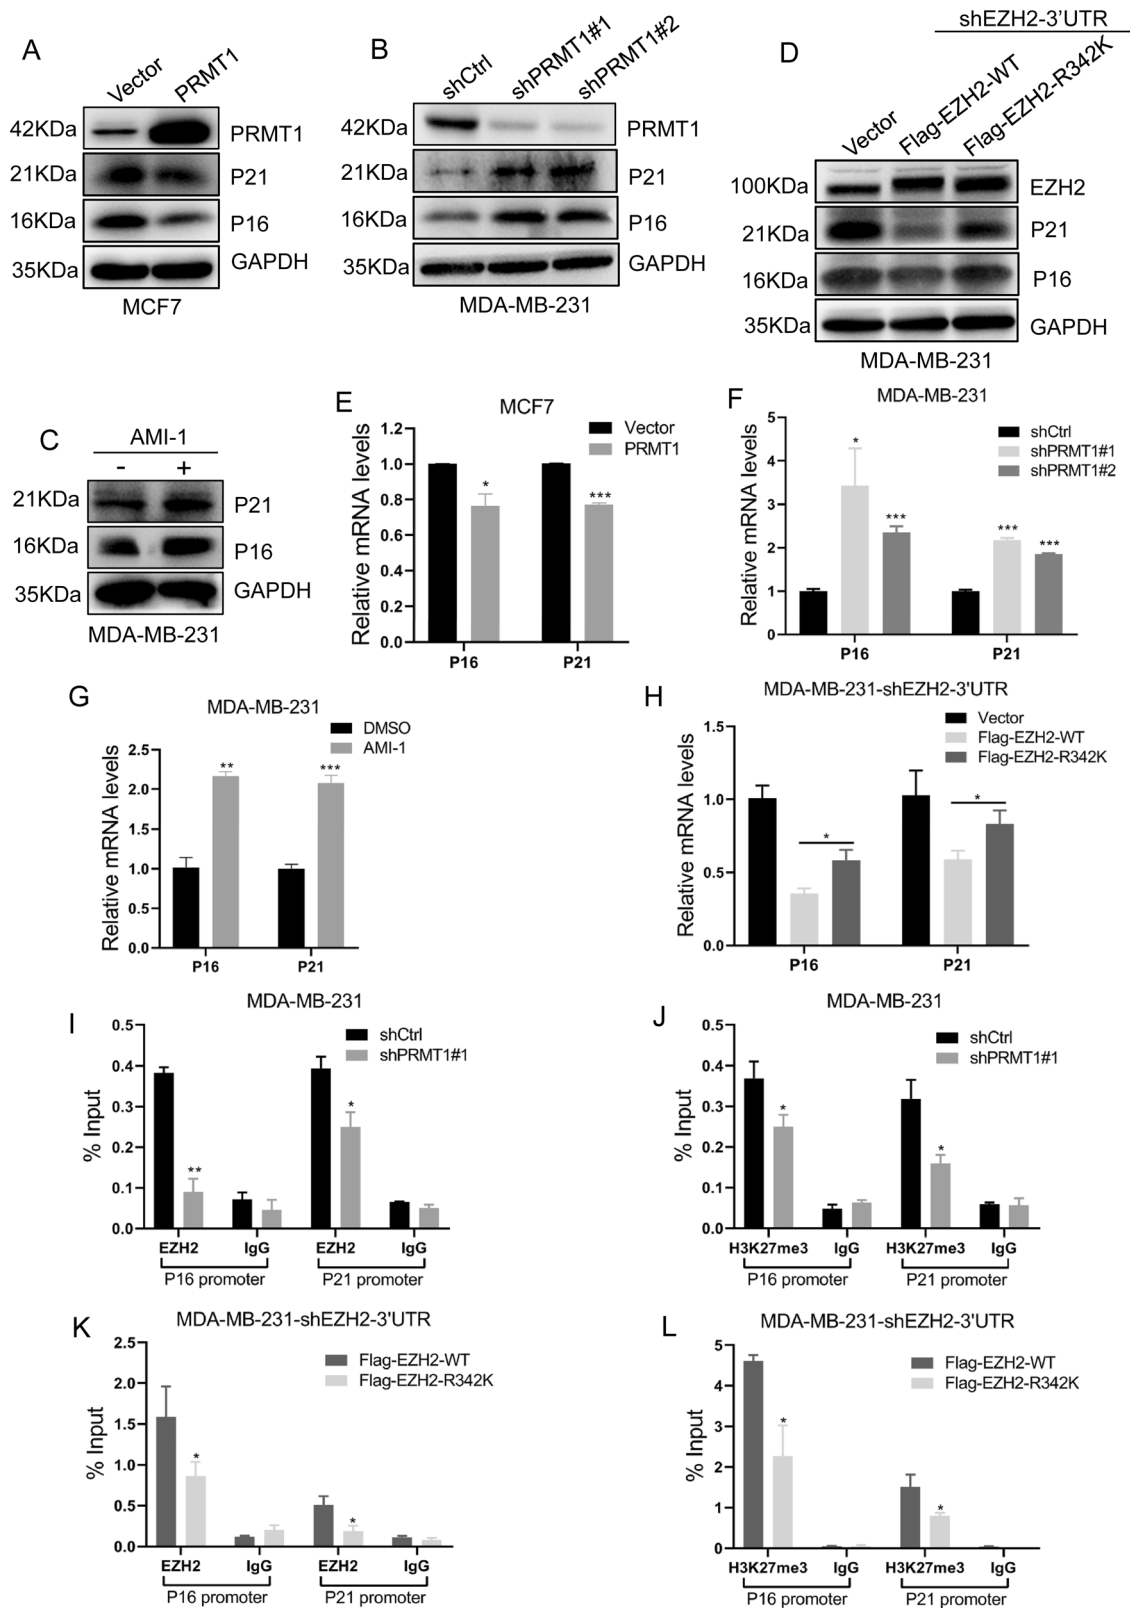 A
Vector
PRMT1
42KDa
PRMT1
21KDa
P21
16KDa
P16
35KDa
GAPDH
MCF7
B
shCtrl
shPRMT1#1
shPRMT1#2
42KDa
PRMT1
21KDa
P21
16KDa
P16
35KDa
GAPDH
MDA-MB-231
D
shEZH2-3'UTR
Vector
Flag-EZH2-WT
Flag-EZH2-R342K
100KDa
EZH2
21KDa
P21
16KDa
P16
35KDa
GAPDH
MDA-MB-231
C
AMI-1
- +
21KDa
P21
16KDa
P16
35KDa
GAPDH
MDA-MB-231
E
MCF7
Vector
PRMT1
Relative mRNA levels
1.2
1.0
0.8
0.6
0.4
0.2
0.0
*
***
P16
P21
F
MDA-MB-231
shCtrl
shPRMT1#1
shPRMT1#2
Relative mRNA levels
5
4
3
2
1
0
*
***
***
***
P16
P21
G
MDA-MB-231
DMSO
AMI-1
Relative mRNA levels
2.5
2.0
1.5
1.0
0.5
0.0
**
***
P16
P21
H
MDA-MB-231-shEZH2-3'UTR
Vector
Flag-EZH2-WT
Flag-EZH2-R342K
Relative mRNA levels
1.5
1.0
0.5
0.0
*
*
P16
P21
I
MDA-MB-231
shCtrl
shPRMT1#1
% Input
0.5
0.4
0.3
0.2
0.1
0.0
**
*
EZH2
IgG
EZH2
IgG
P16 promoter
P21 promoter
J
MDA-MB-231
shCtrl
shPRMT1#1
% Input
0.5
0.4
0.3
0.2
0.1
0.0
*
*
H3K27me3
IgG
H3K27me3
IgG
P16 promoter
P21 promoter
K
MDA-MB-231-shEZH2-3'UTR
Flag-EZH2-WT
Flag-EZH2-R342K
% Input
2.5
2.0
1.5
1.0
0.5
0.0
*
*
EZH2
IgG
EZH2
IgG
P16 promoter
P21 promoter
L
MDA-MB-231-shEZH2-3'UTR
Flag-EZH2-WT
Flag-EZH2-R342K
% Input
5
4
3
2
1
0
*
*
H3K27me3
IgG
H3K27me3
IgG
P16 promoter
P21 promoter